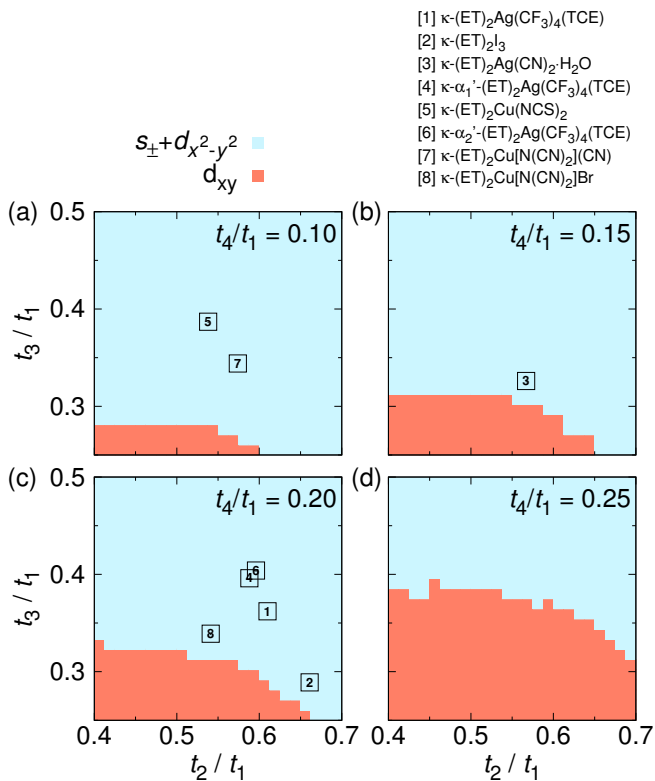 [1] κ-(ET)2Ag(CF3)4(TCE)
[2] κ-(ET)2I3
[3] κ-(ET)2Ag(CN)2·H2O
[4] κ-α1'-(ET)2Ag(CF3)4(TCE)
[5] κ-(ET)2Cu(NCS)2
[6] κ-α2'-(ET)2Ag(CF3)4(TCE)
[7] κ-(ET)2Cu[N(CN)2](CN)
[8] κ-(ET)2Cu[N(CN)2]Br
s±+dx2-y2
dxy
(a)
t4/t1 = 0.10
0.5
0.4
0.3
t3 / t1
5
7
(b)
t4/t1 = 0.15
3
(c)
t4/t1 = 0.20
0.5
0.4
0.3
t3 / t1
6
4
1
8
2
0.4 0.5 0.6 0.7
t2 / t1
(d)
t4/t1 = 0.25
0.4 0.5 0.6 0.7
t2 / t1